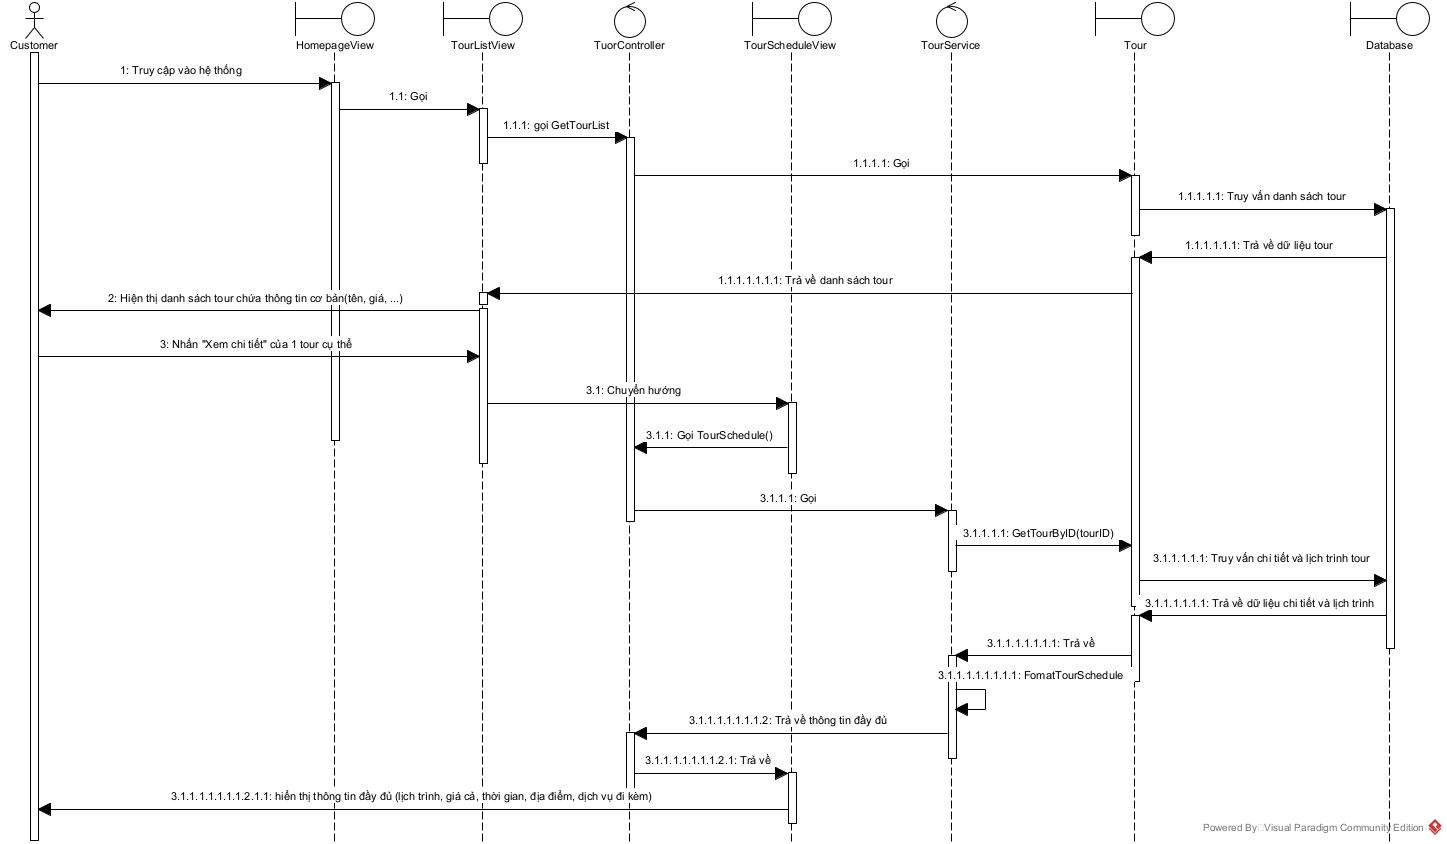 Customer
HomepageView
TourListView
TuorController
TourScheduleView
TourService
Tour
Database
1: Truy cập vào hệ thống
1.1: Gọi
1.1.1: gọi GetTourList
1.1.1.1: Gọi
1.1.1.1.1: Truy vấn danh sách tour
1.1.1.1.1.1: Trả về dữ liệu tour
1.1.1.1.1.1.1: Trả về danh sách tour
2: Hiện thị danh sách tour chứa thông tin cơ bản(tên, giá, ...)
3: Nhấn "Xem chi tiết" của 1 tour cụ thể
3.1: Chuyển hướng
3.1.1: Gọi TourSchedule()
3.1.1.1: Gọi
3.1.1.1.1: GetTourByID(tourID)
3.1.1.1.1.1: Truy vấn chi tiết và lịch trình tour
3.1.1.1.1.1.1: Trả về dữ liệu chi tiết và lịch trình
3.1.1.1.1.1.1.1: Trả về
3.1.1.1.1.1.1.1.1: FomatTourSchedule
3.1.1.1.1.1.1.1.2: Trả về thông tin đầy đủ
3.1.1.1.1.1.1.1.2.1: Trả về
3.1.1.1.1.1.1.1.2.1.1: hiển thị thông tin đầy đủ (lịch trình, giá cả, thời gian, địa điểm, dịch vụ đi kèm)
Powered By Visual Paradigm Community Edition